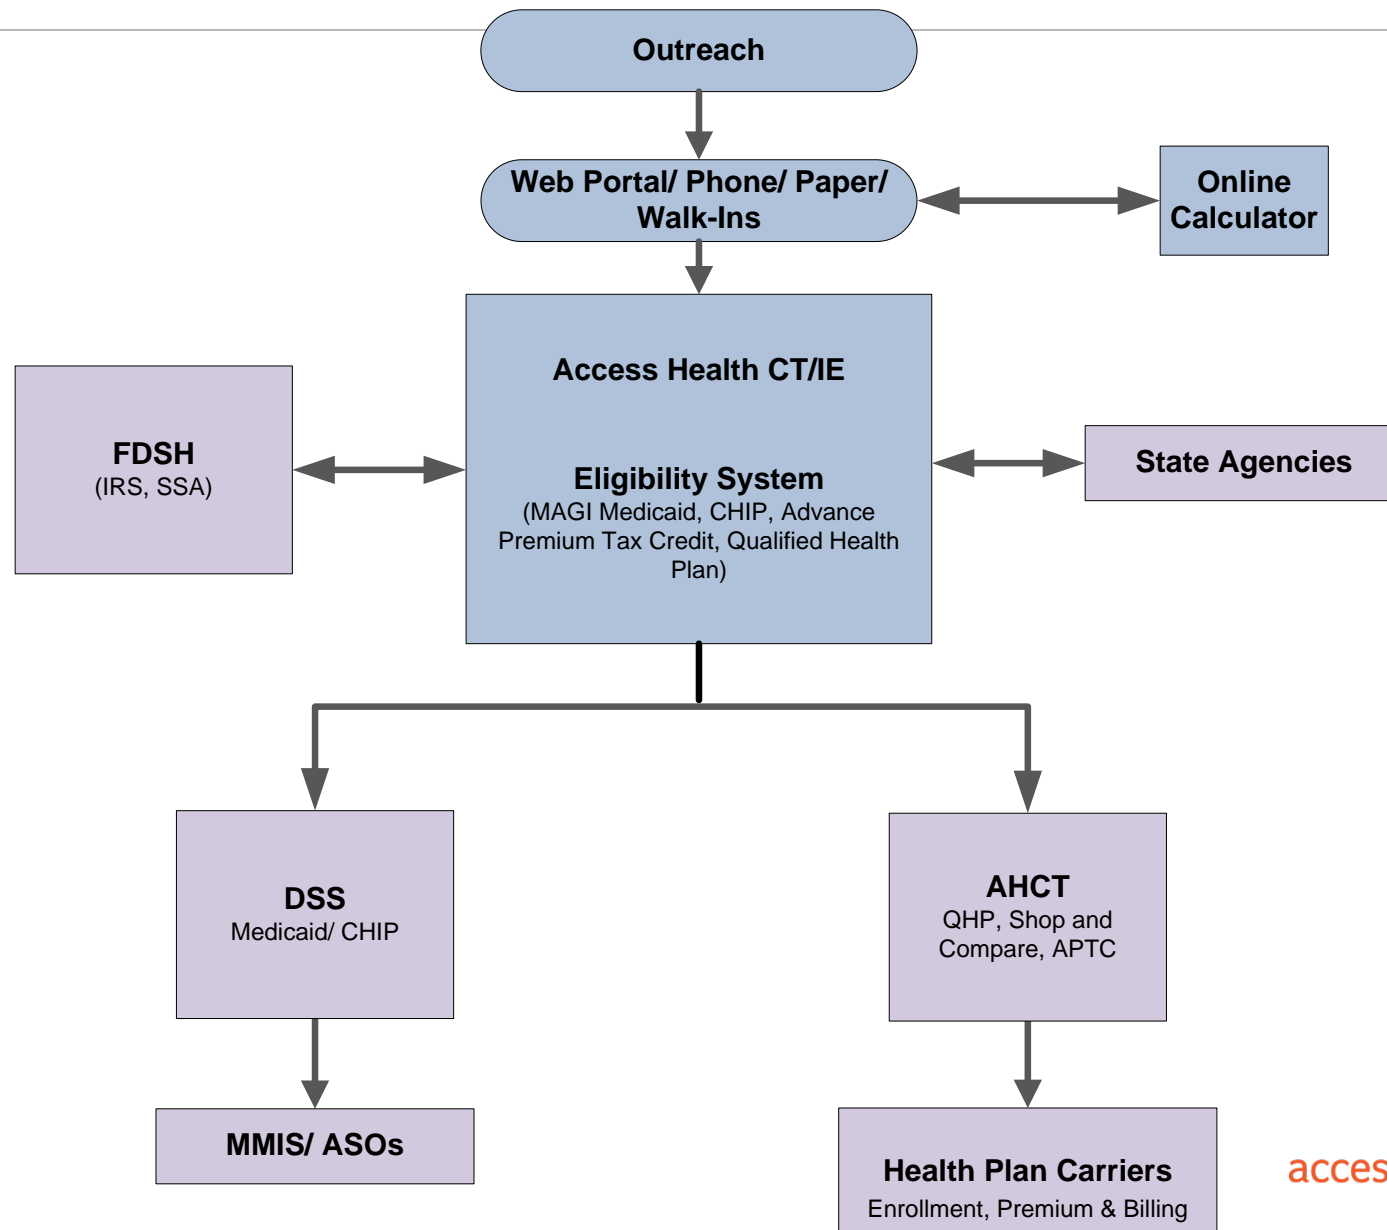 Outreach
Web Portal/ Phone/ Paper/
Walk-Ins
Online
Calculator
Access Health CT/IE
Eligibility System
(MAGI Medicaid, CHIP, Advance
Premium Tax Credit, Qualified Health
Plan)
FDSH
(IRS, SSA)
State Agencies
DSS
Medicaid/ CHIP
AHCT
QHP, Shop and
Compare, APTC
MMIS/ ASOs
Health Plan Carriers
Enrollment, Premium & Billing
acces